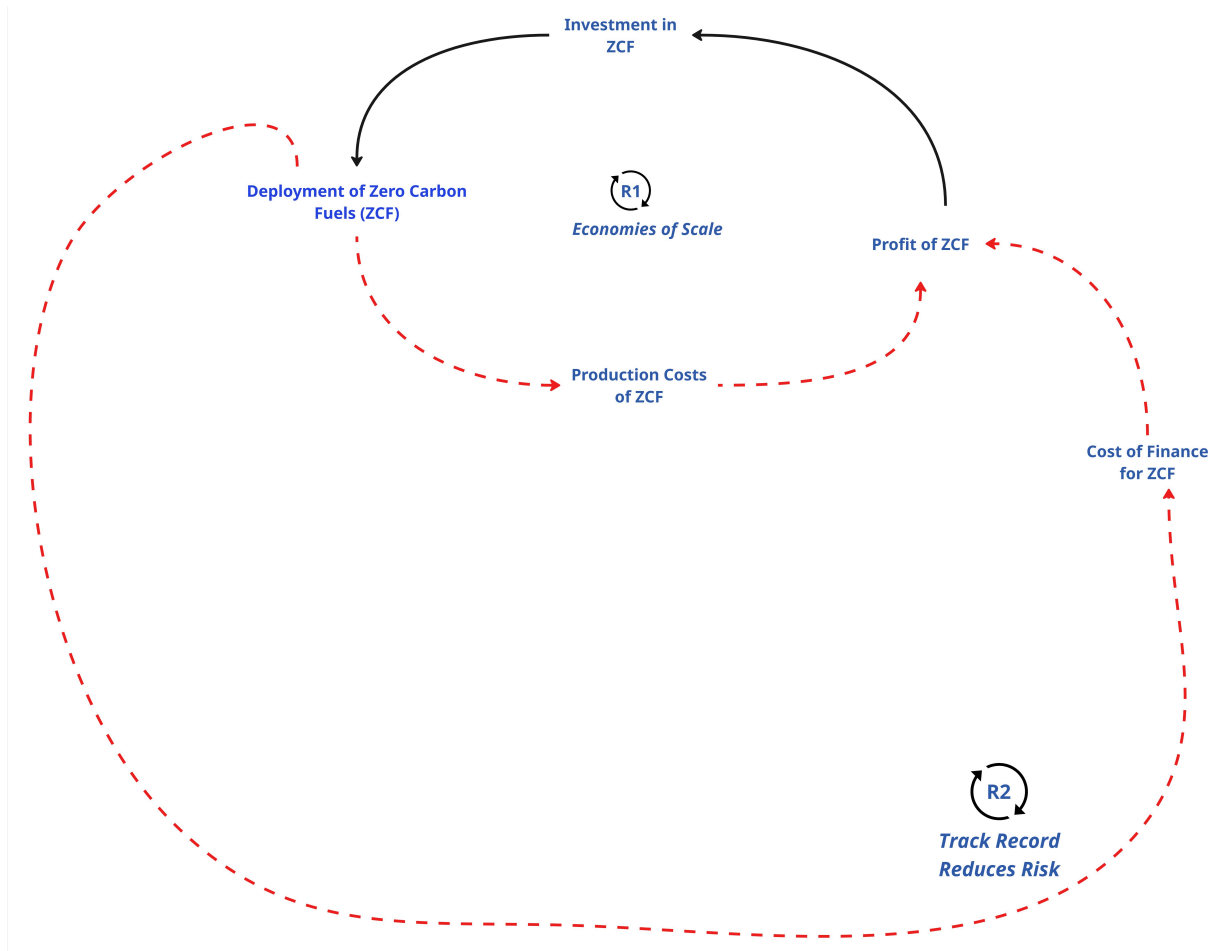 Investment in
ZCF
Deployment of Zero Carbon
Fuels (ZCF)
R1
Economies of Scale
Profit of ZCF
Production Costs
of ZCF
Cost of Finance
for ZCF
R2
Track Record
Reduces Risk